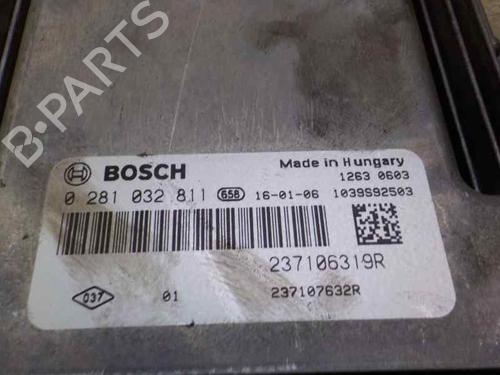 B-PARTS
BOSCH
Made in Hungary
1263 0603
0 281 032 811 658 16-01-06 1039S92503
237106319R
037 01 237107632R